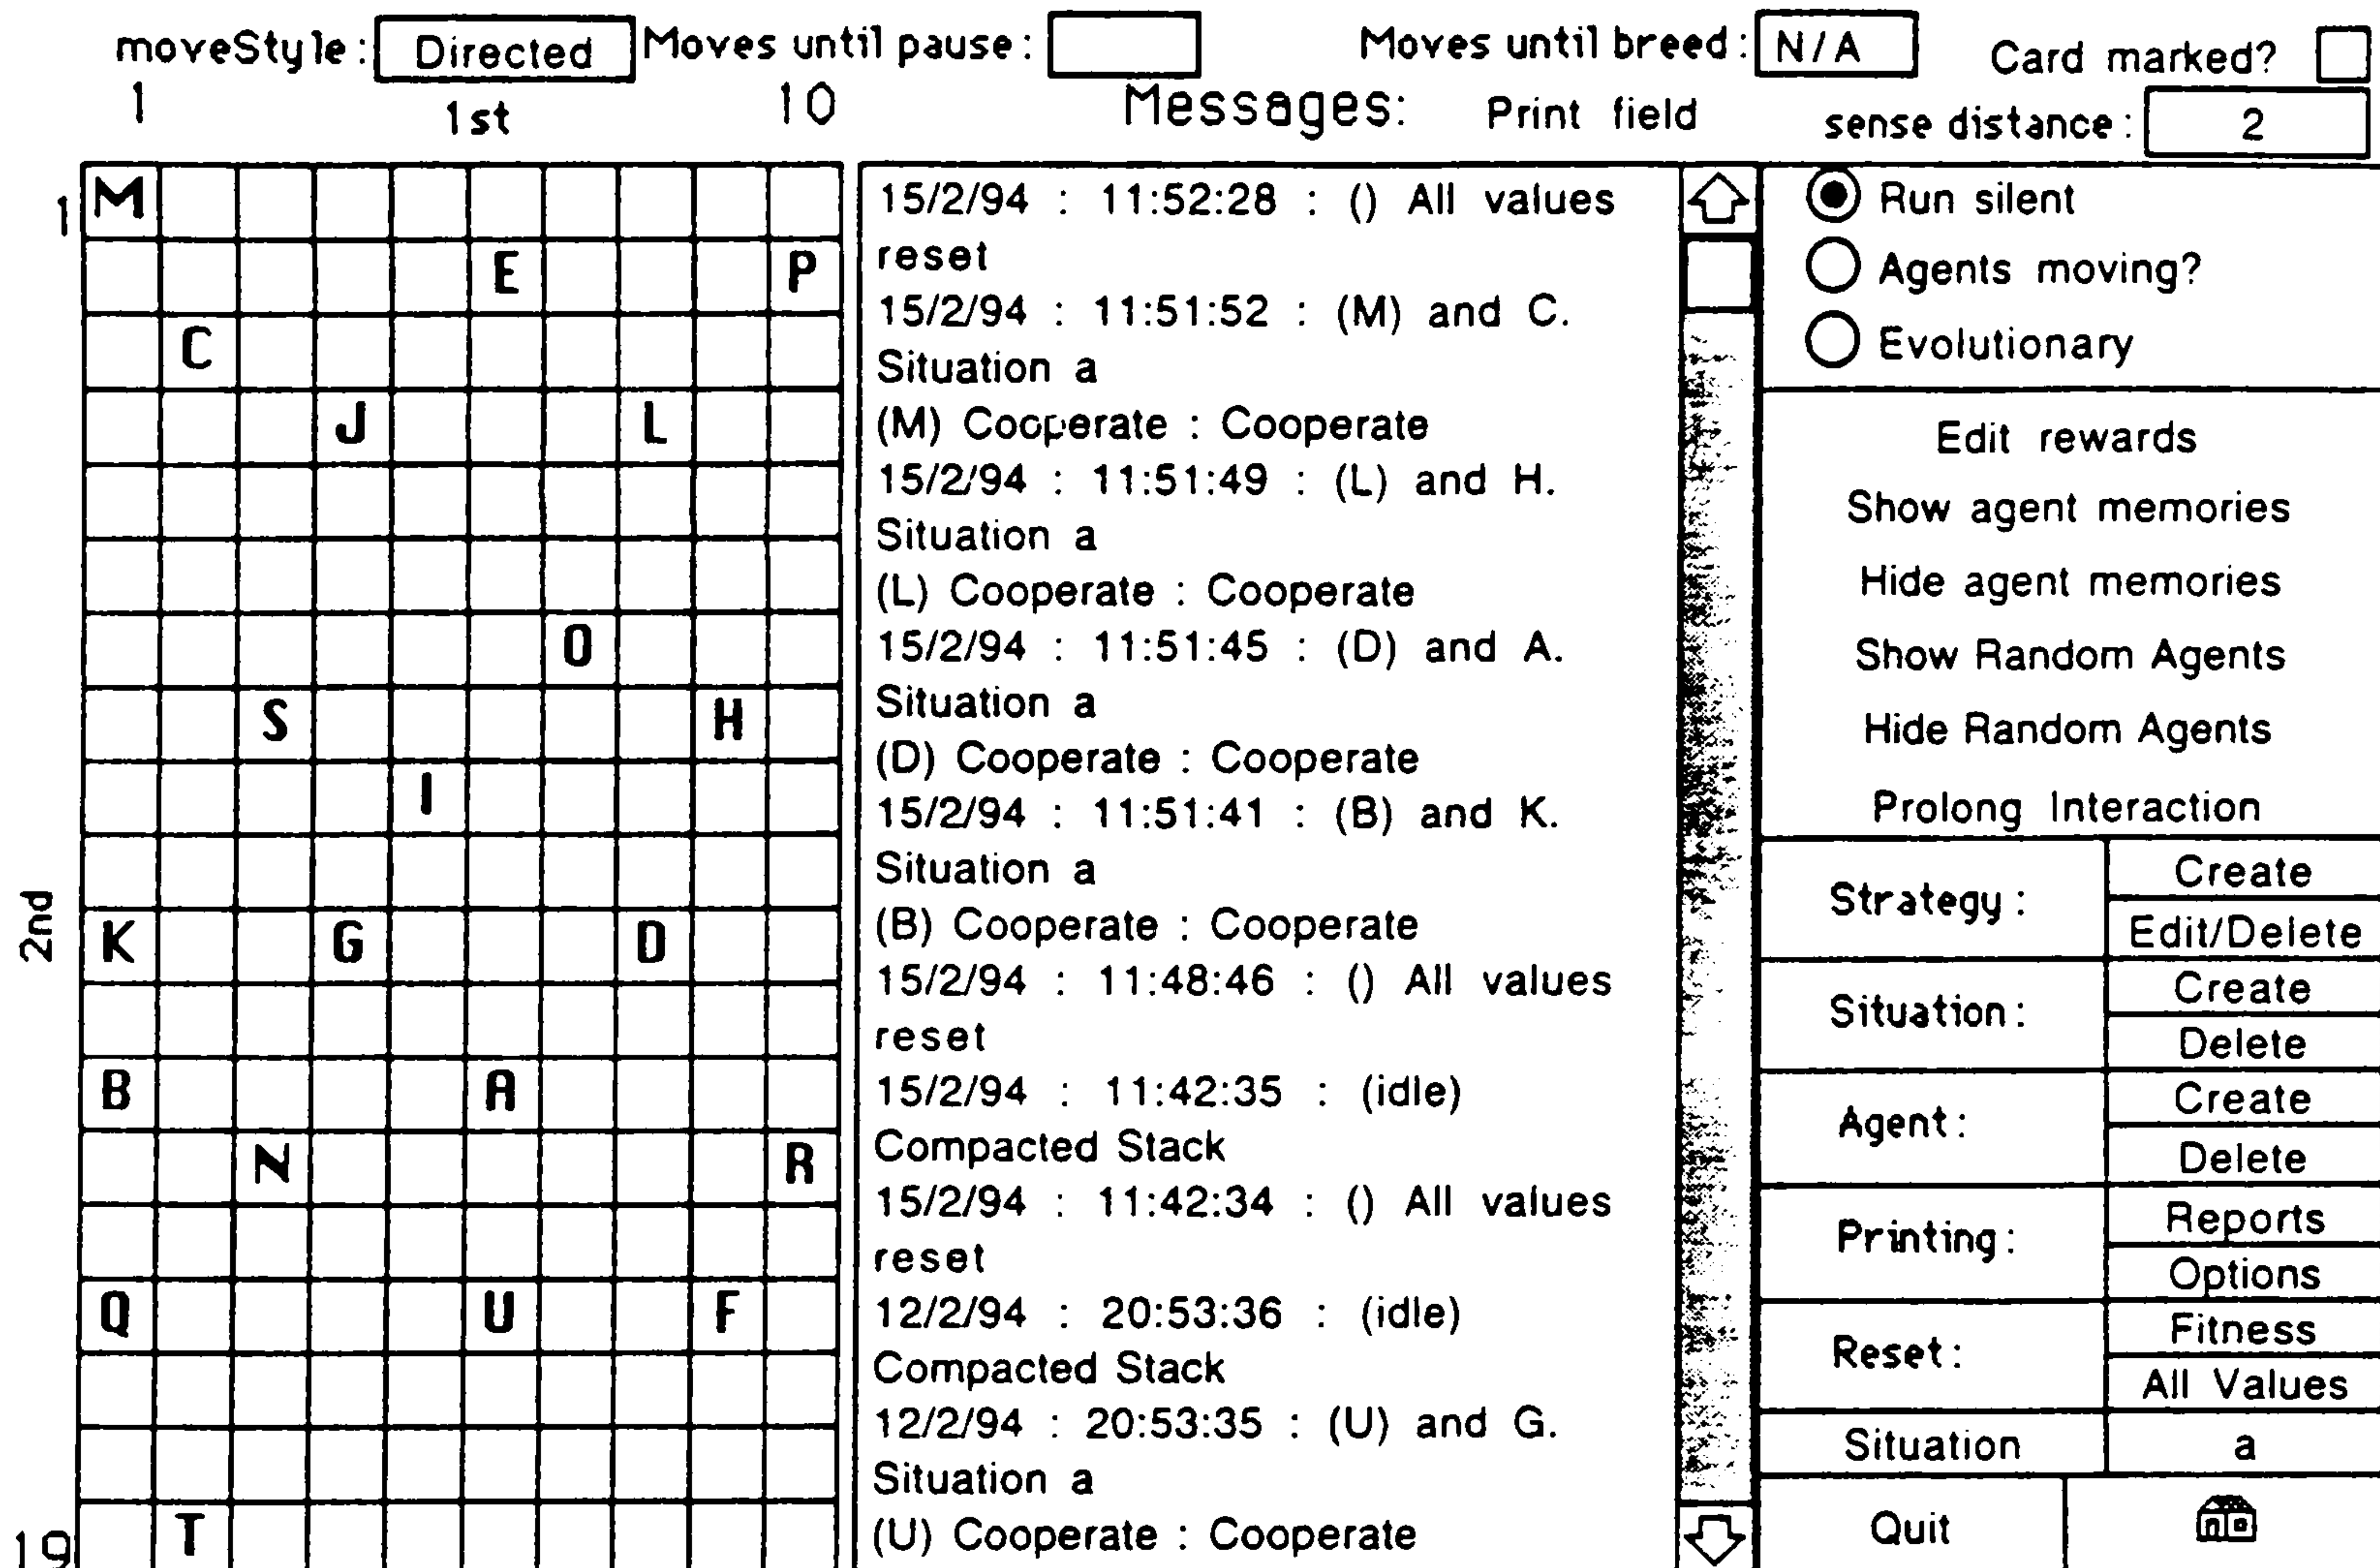 moveStyle: Directed Moves until pause: Moves until breed: N/A Card marked?
1 1st 10 Messages: Print field sense distance: 2
1 M
E P
C
J L
O
S H
I
2nd
K G D
B A
N R
Q U F
19 T
15/2/94 : 11:52:28 : () All values
reset
15/2/94 : 11:51:52 : (M) and C.
Situation a
(M) Cooperate : Cooperate
15/2/94 : 11:51:49 : (L) and H.
Situation a
(L) Cooperate : Cooperate
15/2/94 : 11:51:45 : (D) and A.
Situation a
(D) Cooperate : Cooperate
15/2/94 : 11:51:41 : (B) and K.
Situation a
(B) Cooperate : Cooperate
15/2/94 : 11:48:46 : () All values
reset
15/2/94 : 11:42:35 : (idle)
Compacted Stack
15/2/94 : 11:42:34 : () All values
reset
12/2/94 : 20:53:36 : (idle)
Compacted Stack
12/2/94 : 20:53:35 : (U) and G.
Situation a
(U) Cooperate : Cooperate
Run silent
Agents moving?
Evolutionary
Edit rewards
Show agent memories
Hide agent memories
Show Random Agents
Hide Random Agents
Prolong Interaction
Strategy: Create
Edit/Delete
Situation: Create
Delete
Agent: Create
Delete
Printing: Reports
Options
Reset: Fitness
All Values
Situation a
Quit